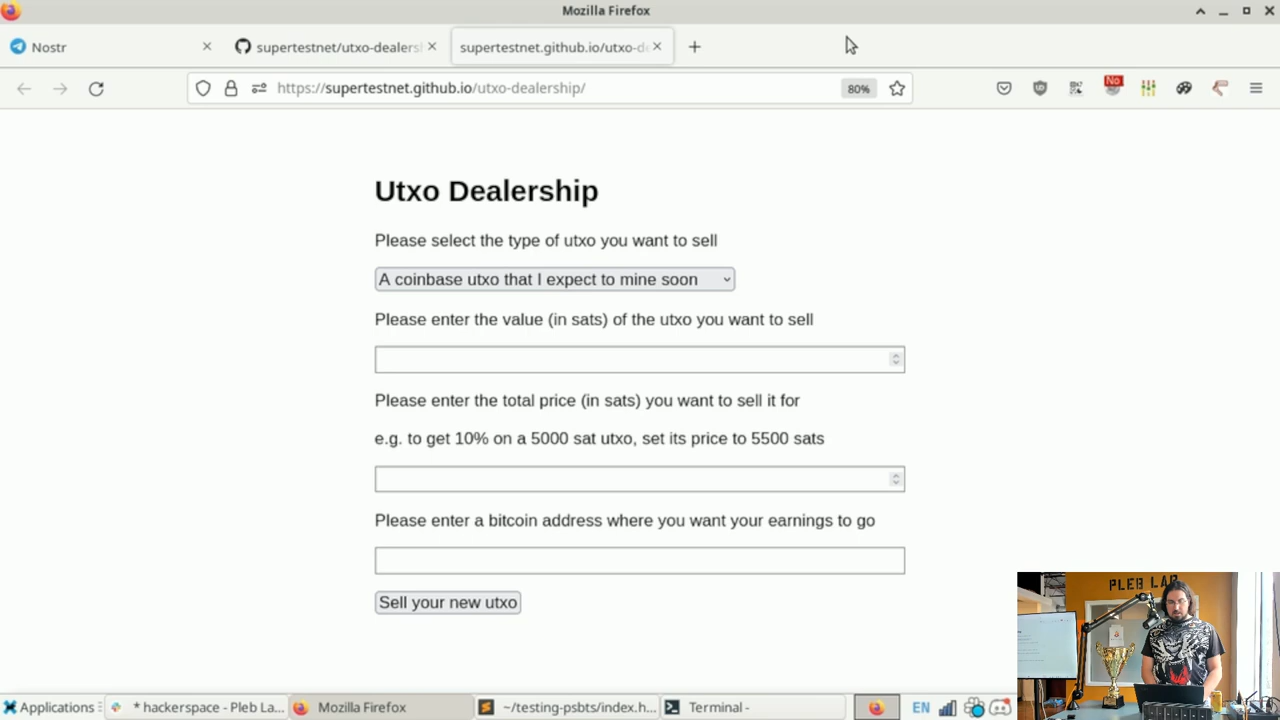 Mozilla Firefox
Nostr
supertestnet/utxo-dealers
supertestnet.github.io/utxo-d
https://supertestnet.github.io/utxo-dealership/
80%
No
Utxo Dealership
Please select the type of utxo you want to sell
A coinbase utxo that I expect to mine soon
Please enter the value (in sats) of the utxo you want to sell
Please enter the total price (in sats) you want to sell it for
e.g. to get 10% on a 5000 sat utxo, set its price to 5500 sats
Please enter a bitcoin address where you want your earnings to go
Sell your new utxo
PLEB LAB
Applications
* hackerspace - Pleb La...
Mozilla Firefox
~/testing-psbts/index.h...
Terminal -
EN